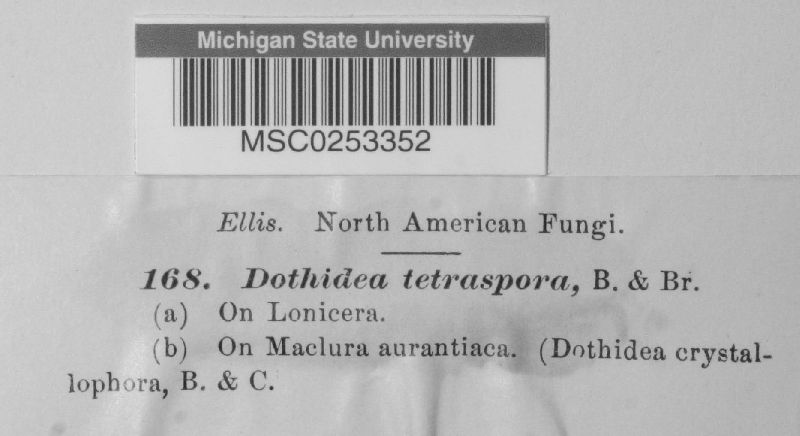 Michigan State University
MSC0253352
Ellis. North American Fungi.
168. Dothidea tetraspora, B. & Br.
(a) On Lonicera.
(b) On Maclura aurantiaca. (Dothidea crystal-
lophora, B. & C.